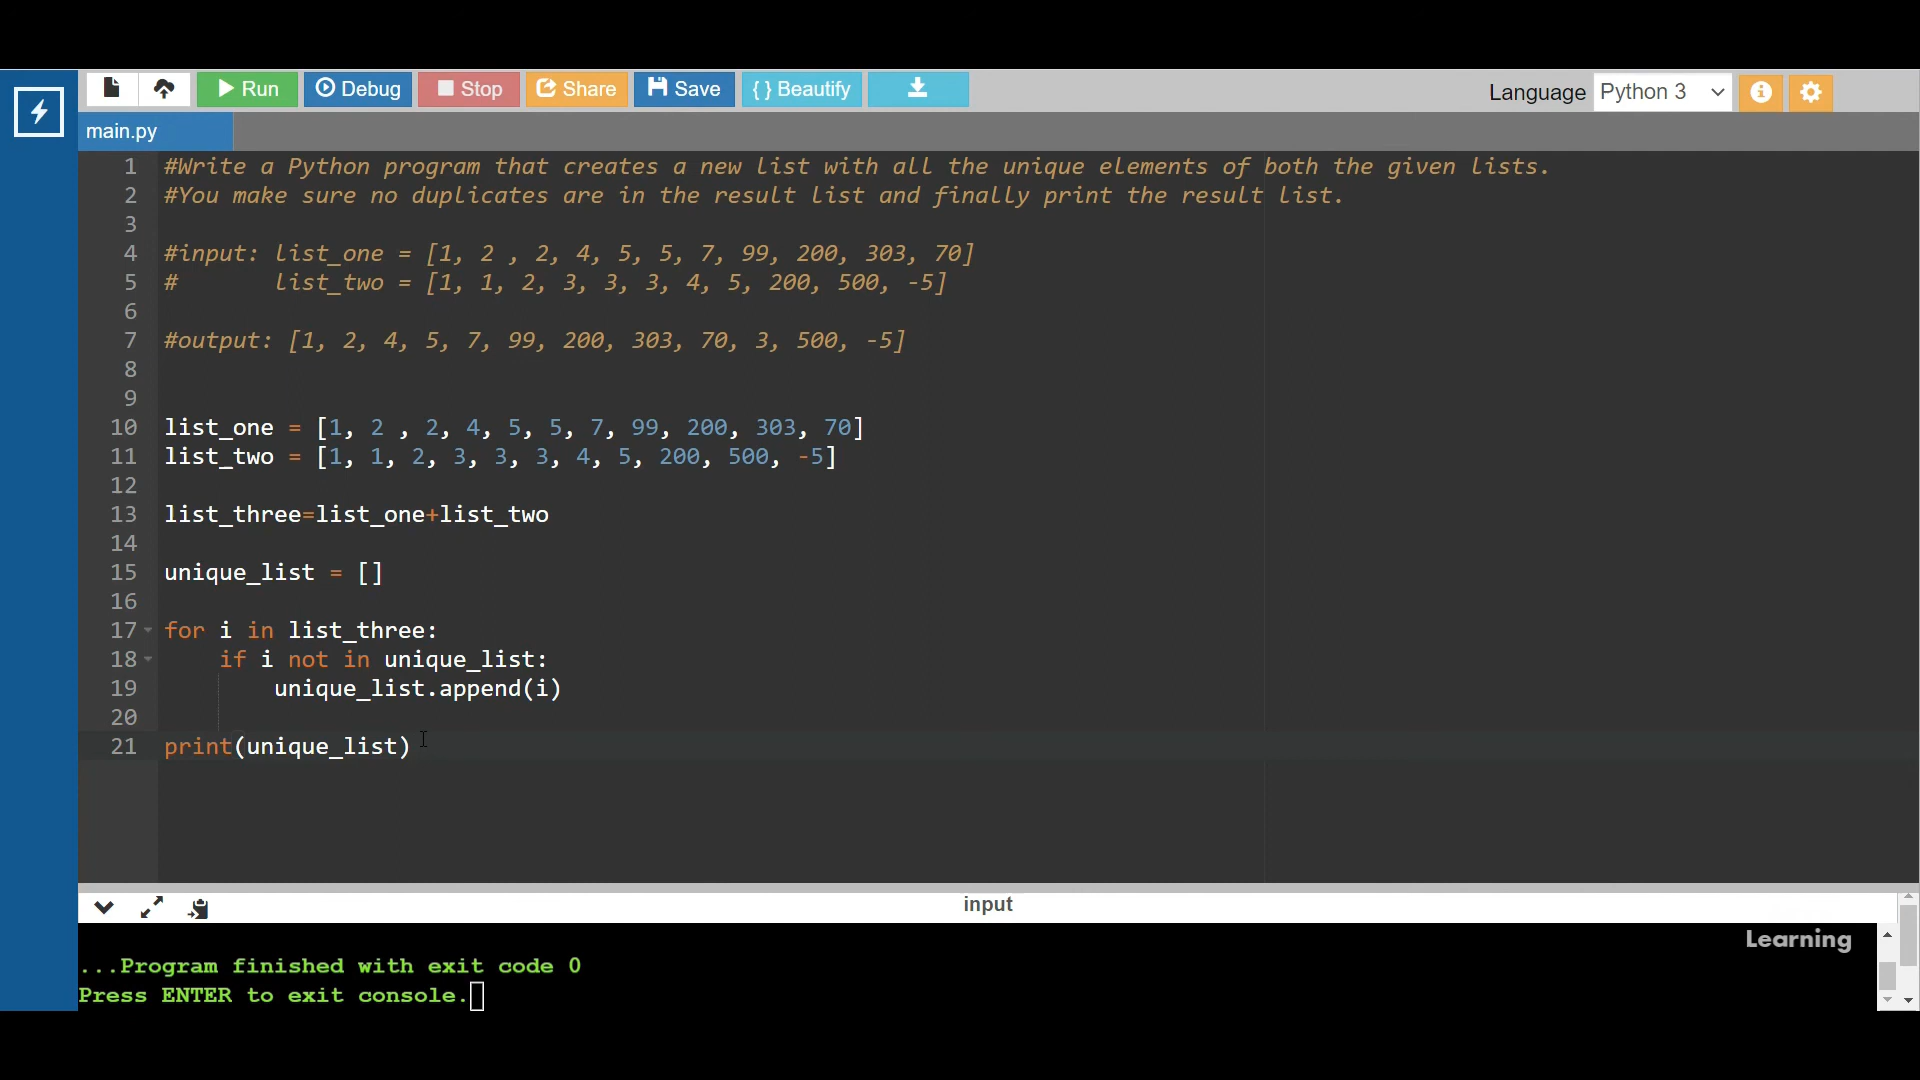 Run Debug Stop Share Save { } Beautify Language Python 3
main.py
1 #Write a Python program that creates a new list with all the unique elements of both the given lists.
2 #You make sure no duplicates are in the result list and finally print the result list.
3
4 #input: list_one = [1, 2 , 2, 4, 5, 5, 7, 99, 200, 303, 70]
5 #       list_two = [1, 1, 2, 3, 3, 3, 4, 5, 200, 500, -5]
6
7 #output: [1, 2, 4, 5, 7, 99, 200, 303, 70, 3, 500, -5]
8
9
10 list_one = [1, 2 , 2, 4, 5, 5, 7, 99, 200, 303, 70]
11 list_two = [1, 1, 2, 3, 3, 3, 4, 5, 200, 500, -5]
12
13 list_three=list_one+list_two
14
15 unique_list = []
16
17 for i in list_three:
18     if i not in unique_list:
19         unique_list.append(i)
20
21 print(unique_list)
input
Learning
...Program finished with exit code 0
Press ENTER to exit console.